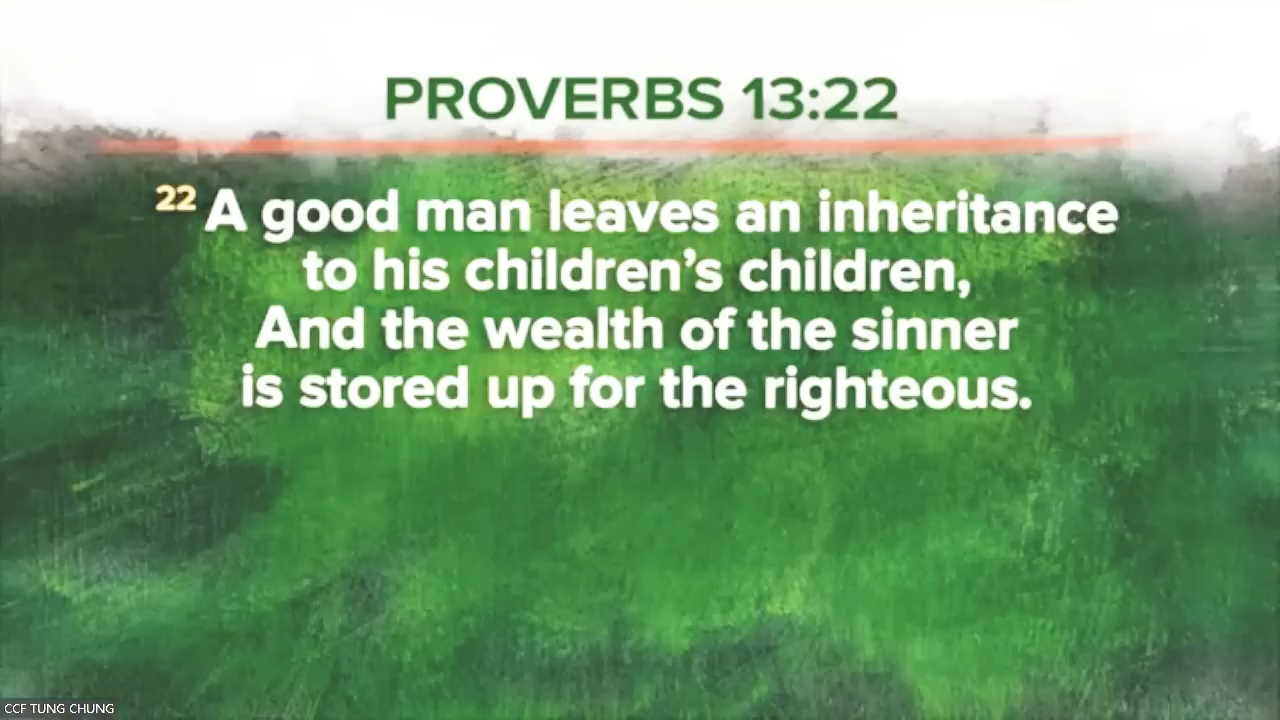 PROVERBS 13:22
22 A good man leaves an inheritance
to his children’s children,
And the wealth of the sinner
is stored up for the righteous.
CCF TUNG CHUNG